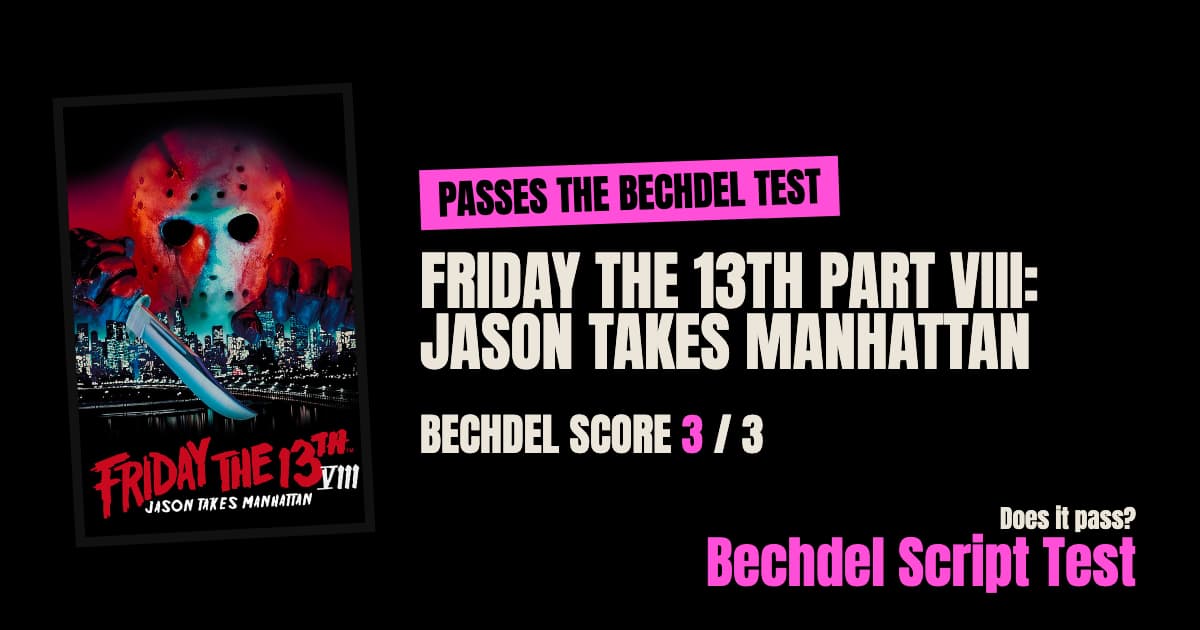 FRIDAY THE 13TH
VIII
JASON TAKES MANHATTAN
PASSES THE BECHDEL TEST
FRIDAY THE 13TH PART VIII:
JASON TAKES MANHATTAN
BECHDEL SCORE 3 / 3
Does it pass?
Bechdel Script Test